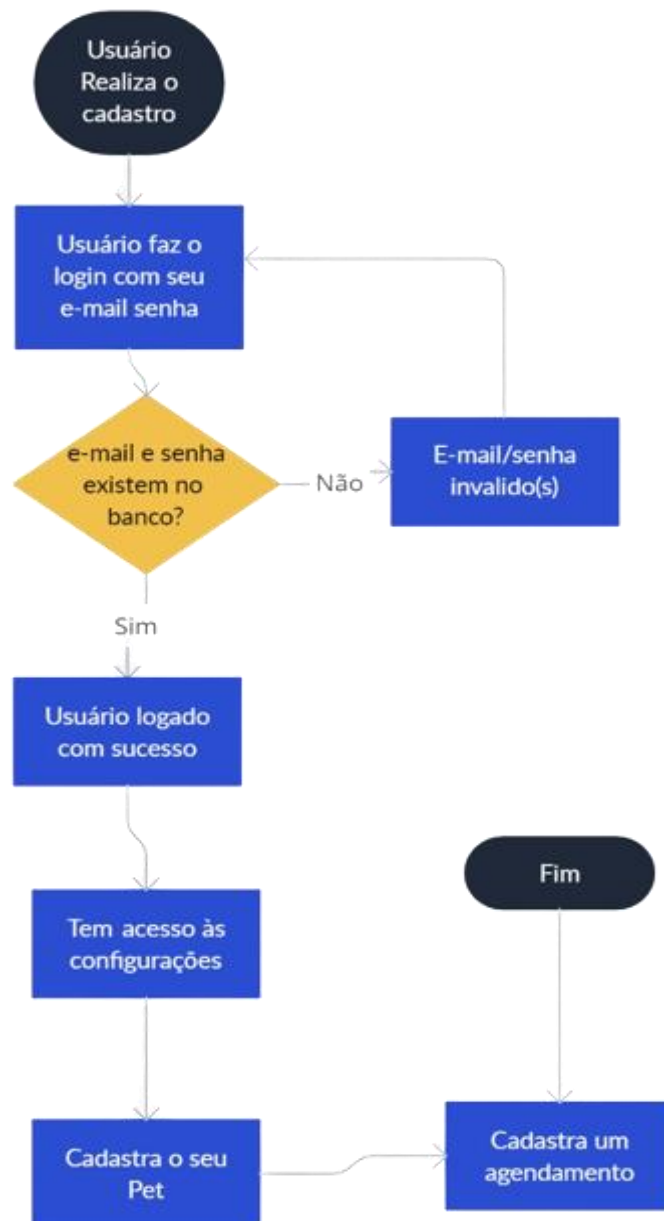 Usuário
Realiza o
cadastro
Usuário faz o
login com seu
e-mail senha
e-mail e senha
existem no
banco?
Não
E-mail/senha
invalido(s)
Sim
Usuário logado
com sucesso
Tem acesso às
configurações
Fim
Cadastra o seu
Pet
Cadastra um
agendamento